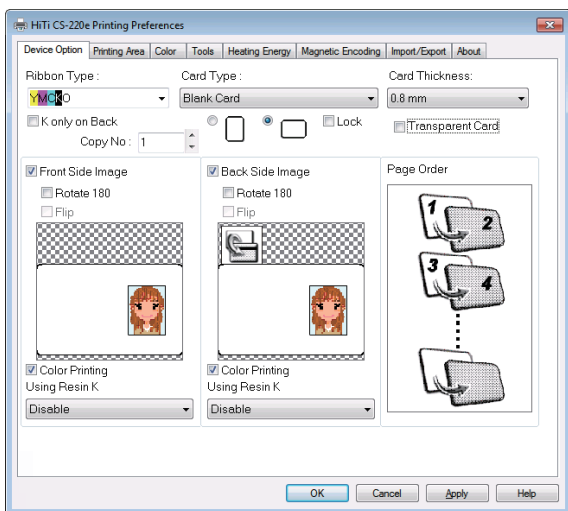 HiTi CS-220e Printing Preferences
Device Option Printing Area Color Tools Heating Energy Magnetic Encoding Import/Export About
Ribbon Type : Card Type : Card Thickness:
YMCKO Blank Card 0.8 mm
K only on Back Lock Transparent Card
Copy No : 1
Front Side Image Back Side Image Page Order
Rotate 180 Rotate 180
Flip Flip
1 2
3 4
Color Printing Color Printing
Using Resin K Using Resin K
Disable Disable
OK Cancel Apply Help